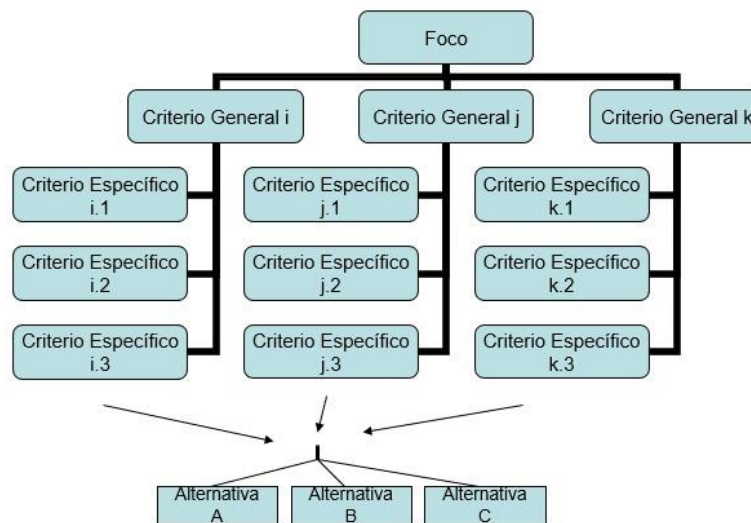 Foco
Criterio General i
Criterio General j
Criterio General k
Criterio Específico
i.1
Criterio Específico
j.1
Criterio Específico
k.1
Criterio Específico
i.2
Criterio Específico
j.2
Criterio Específico
k.2
Criterio Específico
i.3
Criterio Específico
j.3
Criterio Específico
k.3
Alternativa
A
Alternativa
B
Alternativa
C